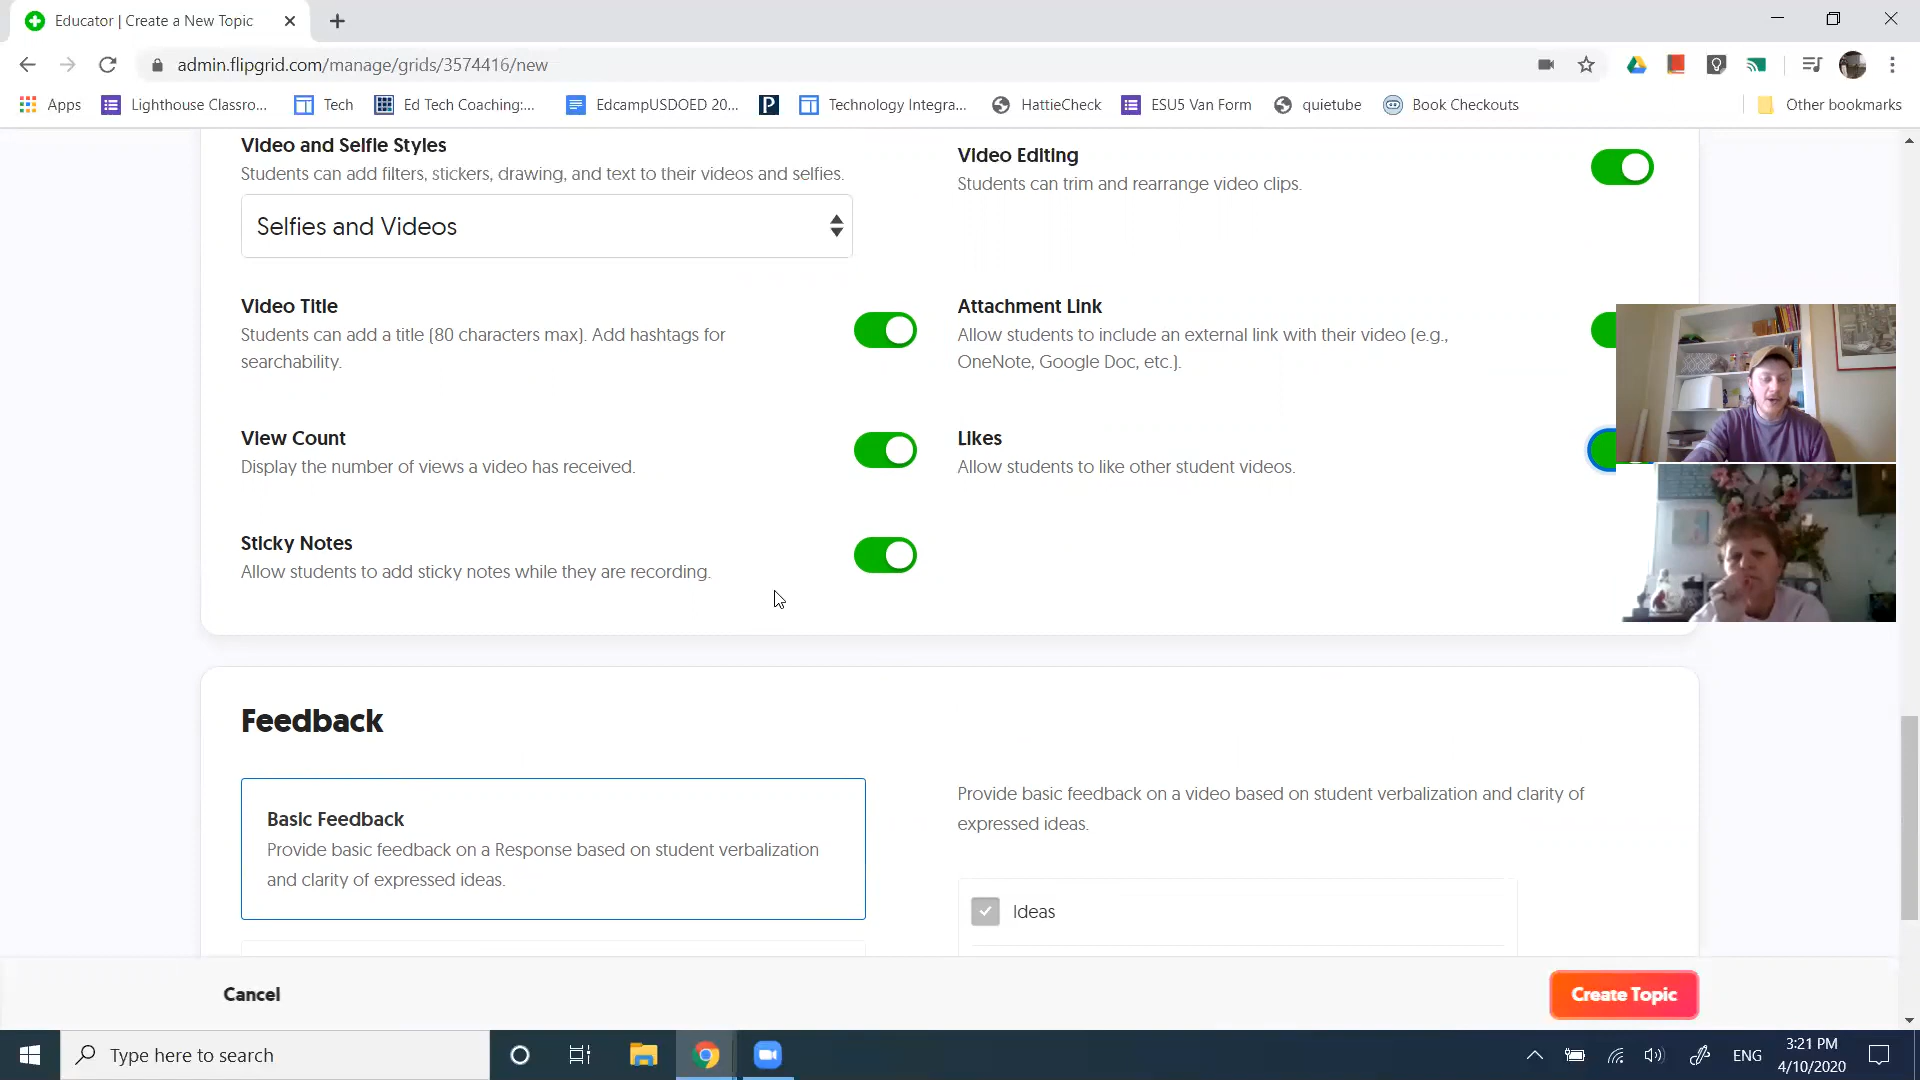 Educator | Create a New Topic
admin.flipgrid.com/manage/grids/3574416/new
Apps Lighthouse Classro... Tech Ed Tech Coaching:... EdcampUSDOED 20... Technology Integra... HattieCheck ESU5 Van Form quietube Book Checkouts Other bookmarks
Video and Selfie Styles
Students can add filters, stickers, drawing, and text to their videos and selfies.
Selfies and Videos
Video Editing
Students can trim and rearrange video clips.
Video Title
Students can add a title (80 characters max). Add hashtags for
searchability.
Attachment Link
Allow students to include an external link with their video (e.g.,
OneNote, Google Doc, etc.).
View Count
Display the number of views a video has received.
Likes
Allow students to like other student videos.
Sticky Notes
Allow students to add sticky notes while they are recording.
Feedback
Basic Feedback
Provide basic feedback on a Response based on student verbalization
and clarity of expressed ideas.
Provide basic feedback on a video based on student verbalization and clarity of
expressed ideas.
Ideas
Cancel
Create Topic
Type here to search
ENG
3:21 PM
4/10/2020